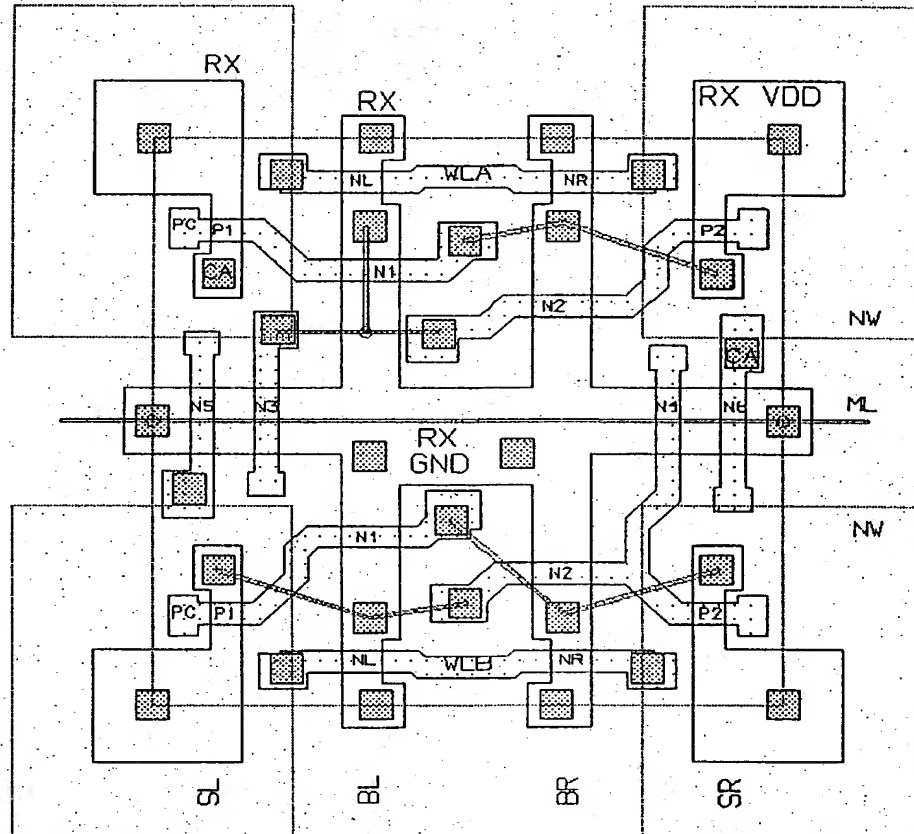 RX
RX
RX VDD
NL WLA NR
PC P1
P2
CA
N1
N2
NW
CA
N5 N3
N6
ML
RX
GND
N1
NW
N2
PC P1
P2
NL WLB NR
SL
BL
BR
SR